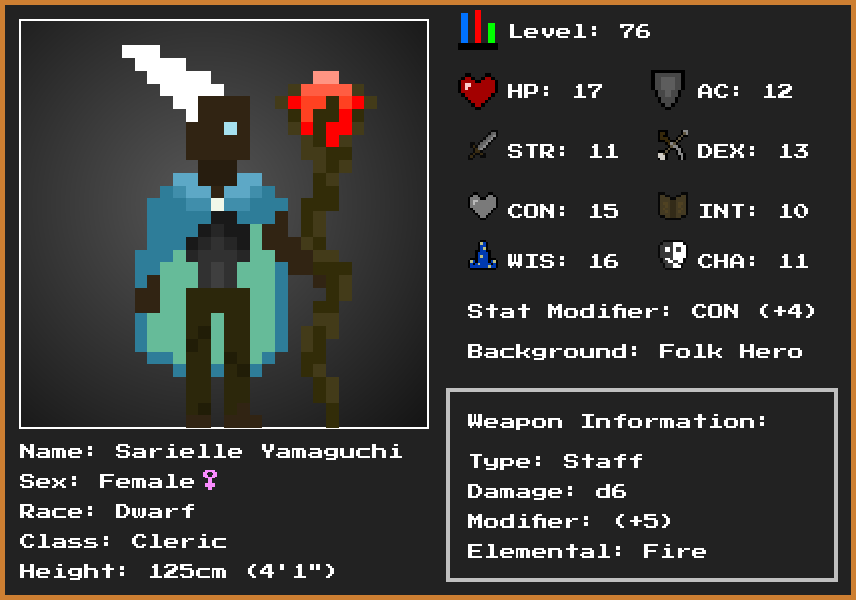 Level: 76
HP: 17 AC: 12
STR: 11 DEX: 13
CON: 15 INT: 10
WIS: 16 CHA: 11
Stat Modifier: CON (+4)
Background: Folk Hero
Weapon Information:
Type: Staff
Damage: d6
Modifier: (+5)
Elemental: Fire
Name: Sarielle Yamaguchi
Sex: Female♀
Race: Dwarf
Class: Cleric
Height: 125cm (4'1")